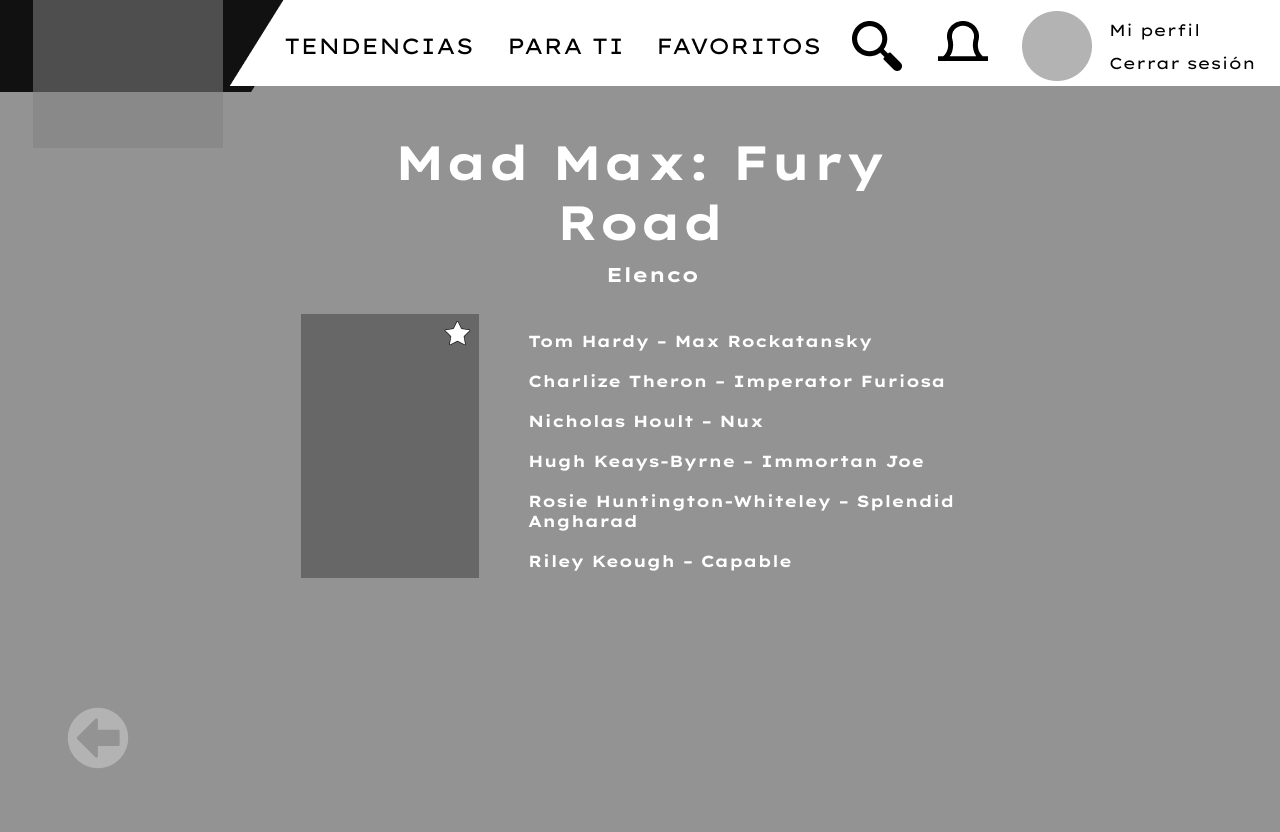 TENDENCIAS PARA TI FAVORITOS
Mi perfil
Cerrar sesión
Mad Max: Fury
Road
Elenco
Tom Hardy – Max Rockatansky
Charlize Theron – Imperator Furiosa
Nicholas Hoult – Nux
Hugh Keays-Byrne – Immortan Joe
Rosie Huntington-Whiteley – Splendid
Angharad
Riley Keough – Capable